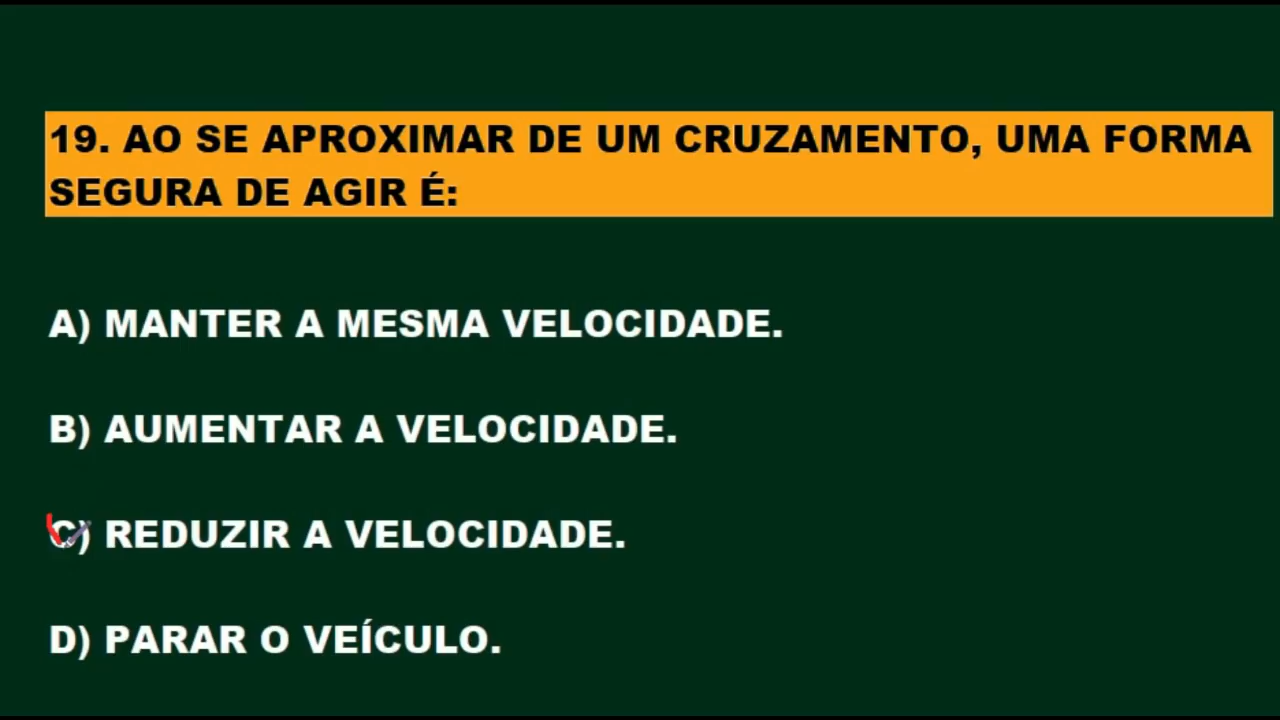 19. AO SE APROXIMAR DE UM CRUZAMENTO, UMA FORMA
SEGURA DE AGIR É:
A) MANTER A MESMA VELOCIDADE.
B) AUMENTAR A VELOCIDADE.
C) REDUZIR A VELOCIDADE.
D) PARAR O VEÍCULO.